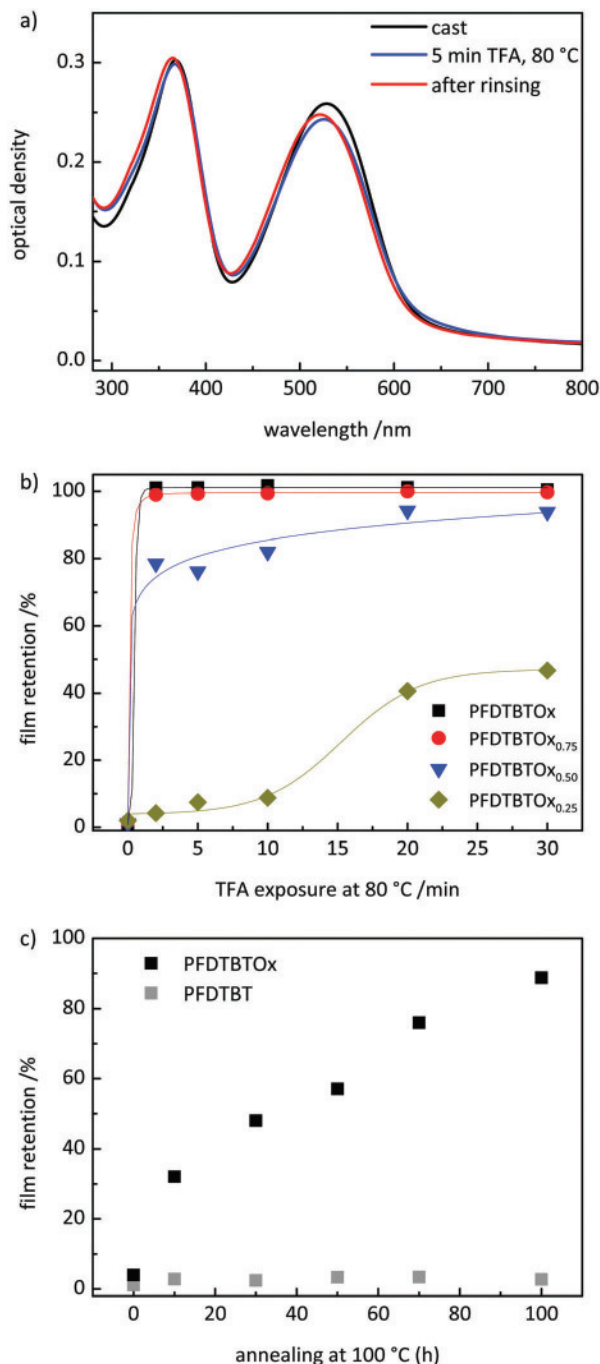 a)
cast
5 min TFA, 80 °C
after rinsing
optical density
0.3
0.2
0.1
0.0
300 400 500 600 700 800
wavelength /nm
b)
film retention /%
100
80
60
40
20
0
PFDTBTOx
PFDTBTOx0.75
PFDTBTOx0.50
PFDTBTOx0.25
0 5 10 15 20 25 30
TFA exposure at 80 °C /min
c)
film retention /%
100
80
60
40
20
0
PFDTBTOx
PFDTBT
0 20 40 60 80 100
annealing at 100 °C (h)